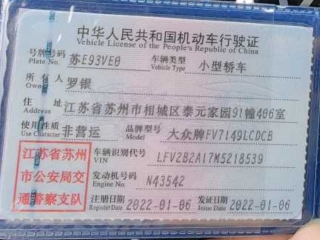 中华人民共和国机动车行驶证
Vehicle License of the People's Republic of China
号牌号码 苏E93VE0 车辆类型 小型轿车
Plate No. Vehicle Type
所有人 罗银
Owner
住址 江苏省苏州市相城区泰元家园91幢406室
Address
使用性质 非营运 品牌型号 大众牌FV7149LCDCB
Use Character Model
江苏省苏州
市公安局交
通警察支队
车辆识别代号 LFV2B2A17M5218539
VIN
发动机号码 N43542
Engine No.
注册日期 2022-01-06 发证日期 2022-01-06
Register Date Issue Date